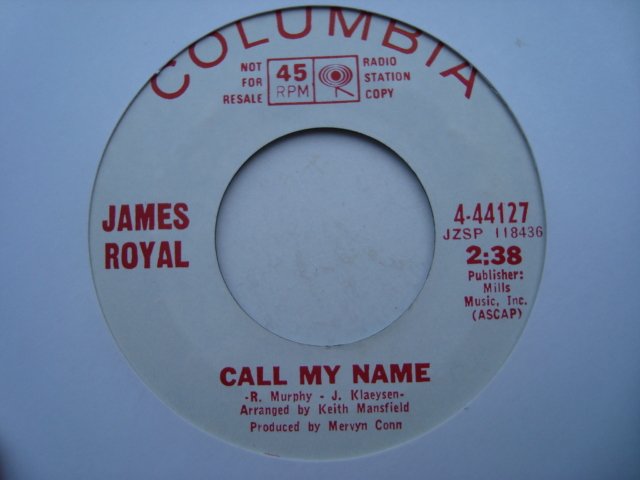 COLUMBIA
NOT
FOR
RESALE
45
RPM
RADIO
STATION
COPY
JAMES
ROYAL
4-44127
JZSP 118436
2:38
Publisher:
Mills
Music, Inc.
(ASCAP)
CALL MY NAME
-R. Murphy - J. Klaeysen-
Arranged by Keith Mansfield
Produced by Mervyn Conn